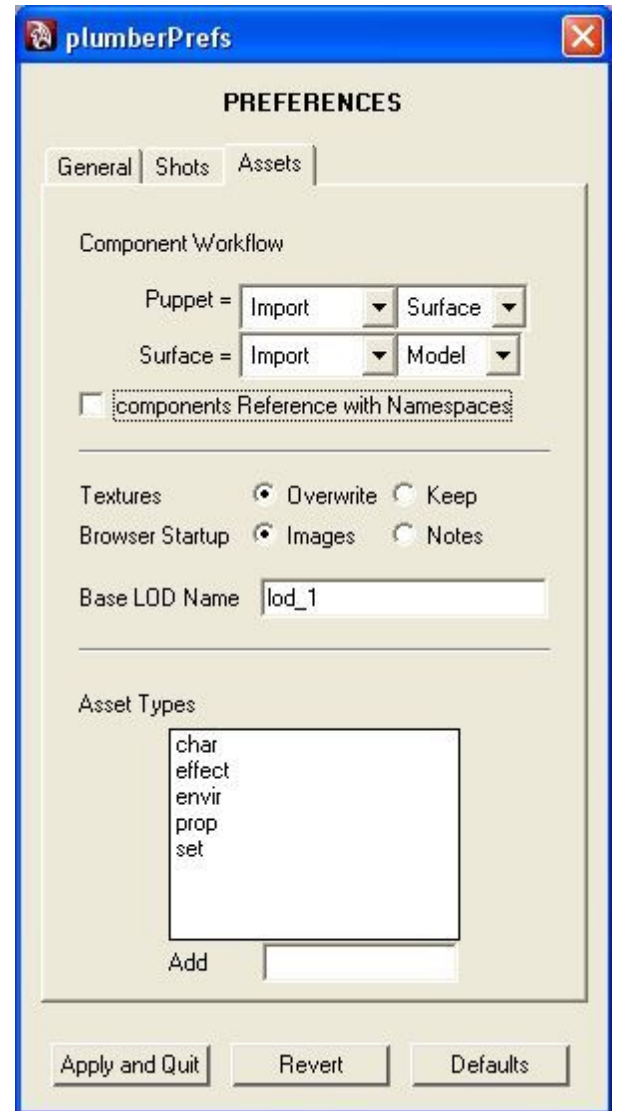 plumberPrefs
PREFERENCES
General Shots Assets
Component Workflow
Puppet = Import Surface
Surface = Import Model
components Reference with Namespaces
Textures Overwrite Keep
Browser Startup Images Notes
Base LOD Name lod_1
Asset Types
char
effect
envir
prop
set
Add
Apply and Quit Revert Defaults